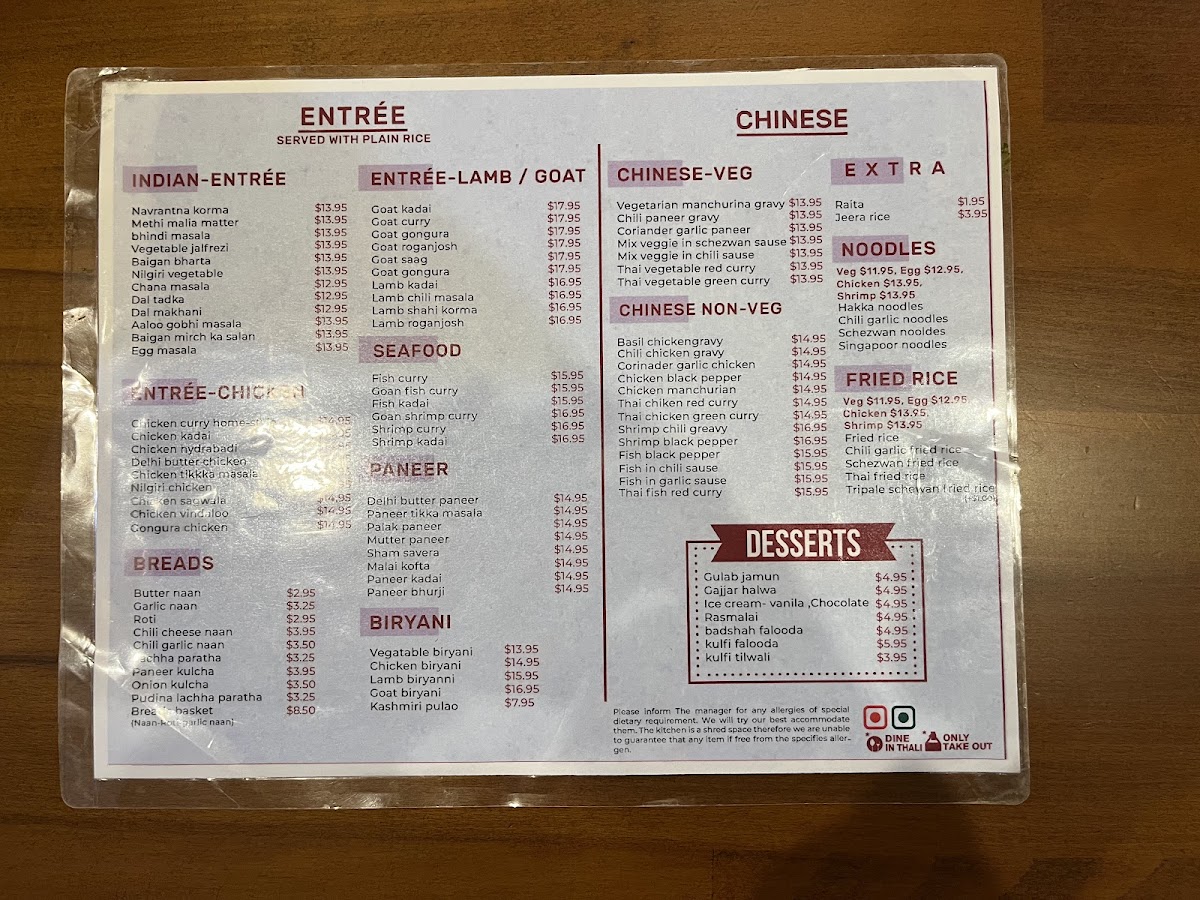 ENTRÉE
SERVED WITH PLAIN RICE
INDIAN-ENTRÉE
Navrantna korma $13.95
Methi malia matter $13.95
bhindi masala $13.95
Vegetable jalfrezi $13.95
Baigan bharta $13.95
Nilgiri vegetable $13.95
Chana masala $12.95
Dal tadka $12.95
Dal makhani $12.95
Aaloo gobhi masala $13.95
Baigan mirch ka salan $13.95
Egg masala $13.95
ENTRÉE-CHICKEN
Chicken curry $14.95
Chicken kadai
Chicken hydrabadi
Delhi butter chicken
Chicken tikkka masala
Nilgiri chicken
Chicken sagwala $14.95
Chicken vindaloo $14.95
Gongura chicken $14.95
BREADS
Butter naan $2.95
Garlic naan $3.25
Roti $2.95
Chili cheese naan $3.95
Chili garlic naan $3.50
Lachha paratha $3.25
Paneer kulcha $3.95
Onion kulcha $3.50
Pudina lachha paratha $3.25
Bread basket $8.50
(Naan-Roti-garlic naan)
ENTRÉE-LAMB / GOAT
Goat kadai $17.95
Goat curry $17.95
Goat gongura $17.95
Goat roganjosh $17.95
Goat saag $17.95
Goat gongura $17.95
Lamb kadai $16.95
Lamb chili masala $16.95
Lamb shahi korma $16.95
Lamb roganjosh $16.95
SEAFOOD
Fish curry $15.95
Goan fish curry $15.95
Fish kadai $15.95
Goan shrimp curry $16.95
Shrimp curry $16.95
Shrimp kadai $16.95
PANEER
Delhi butter paneer $14.95
Paneer tikka masala $14.95
Palak paneer $14.95
Mutter paneer $14.95
Sham savera $14.95
Malai kofta $14.95
Paneer kadai $14.95
Paneer bhurji $14.95
BIRYANI
Vegatable biryani $13.95
Chicken biryani $14.95
Lamb biryanni $15.95
Goat biryani $16.95
Kashmiri pulao $7.95
CHINESE
CHINESE-VEG
Vegetarian manchurina gravy $13.95
Chili paneer gravy $13.95
Coriander garlic paneer $13.95
Mix veggie in schezwan sause $13.95
Mix veggie in chili sause $13.95
Thai vegetable red curry $13.95
Thai vegetable green curry $13.95
CHINESE NON-VEG
Basil chickengravy $14.95
Chili chicken gravy $14.95
Corinader garlic chicken $14.95
Chicken black pepper $14.95
Chicken manchurian $14.95
Thai chiken red curry $14.95
Thai chicken green curry $14.95
Shrimp chili greavy $16.95
Shrimp black pepper $16.95
Fish black pepper $15.95
Fish in chili sause $15.95
Fish in garlic sause $15.95
Thai fish red curry $15.95
EXTRA
Raita $1.95
Jeera rice $3.95
NOODLES
Veg $11.95, Egg $12.95,
Chicken $13.95,
Shrimp $13.95
Hakka noodles
Chili garlic noodles
Schezwan nooldes
Singapoor noodles
FRIED RICE
Veg $11.95, Egg $12.95
Chicken $13.95,
Shrimp $13.95
Fried rice
Chili garlic fried rice
Schezwan fried rice
Thai fried rice
Tripale schezwan fried rice
DESSERTS
Gulab jamun $4.95
Gajjar halwa $4.95
Ice cream- vanila ,Chocolate $4.95
Rasmalai $4.95
badshah falooda $4.95
kulfi falooda $5.95
kulfi tilwali $3.95
Please inform The manager for any allergies of special
dietary requirement. We will try our best accommodate
them. The kitchen is a shred space therefore we are unable
to guarantee that any item if free from the specifies aller-
gen.
DINE
IN THALI
ONLY
TAKE OUT